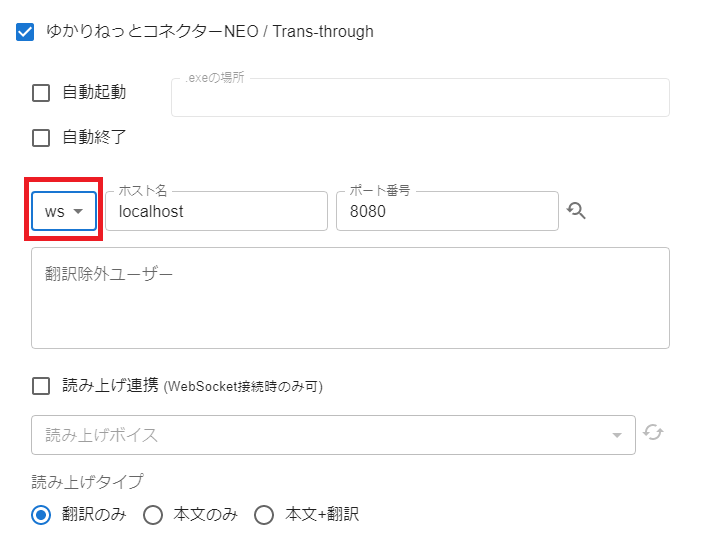 ゆかりねっとコネクターNEO / Trans-through
自動起動
.exeの場所
自動終了
ws
ホスト名
localhost
ポート番号
8080
翻訳除外ユーザー
読み上げ連携 (WebSocket接続時のみ可)
読み上げボイス
読み上げタイプ
翻訳のみ 本文のみ 本文+翻訳